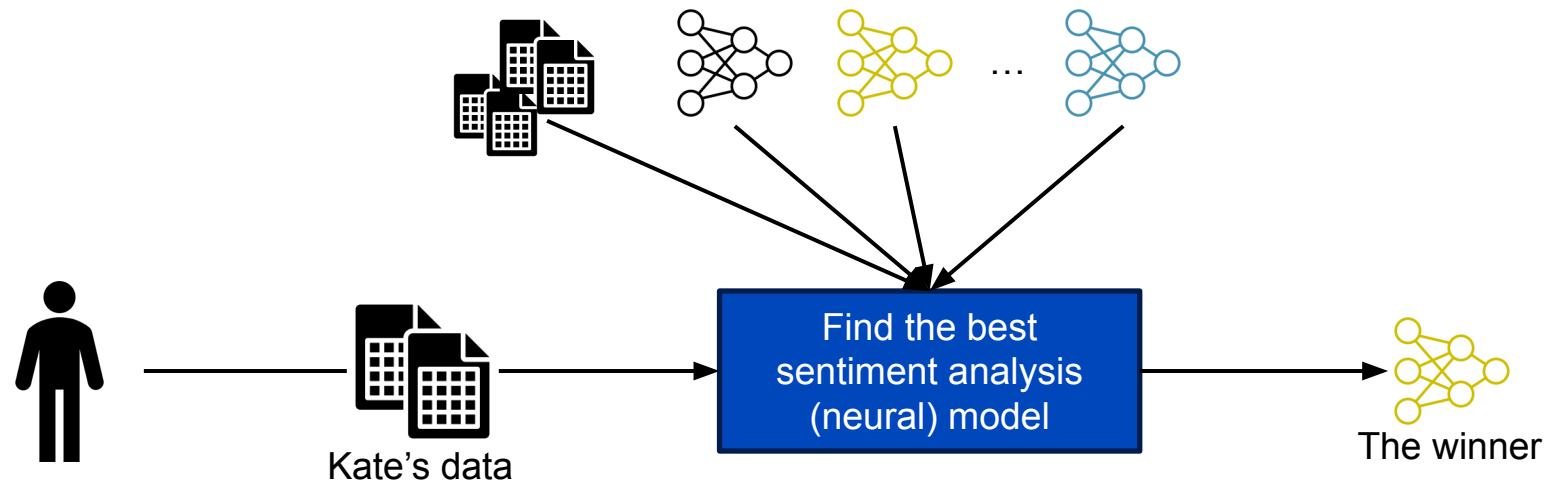 ...
Find the best
sentiment analysis
(neural) model
Kate’s data
The winner